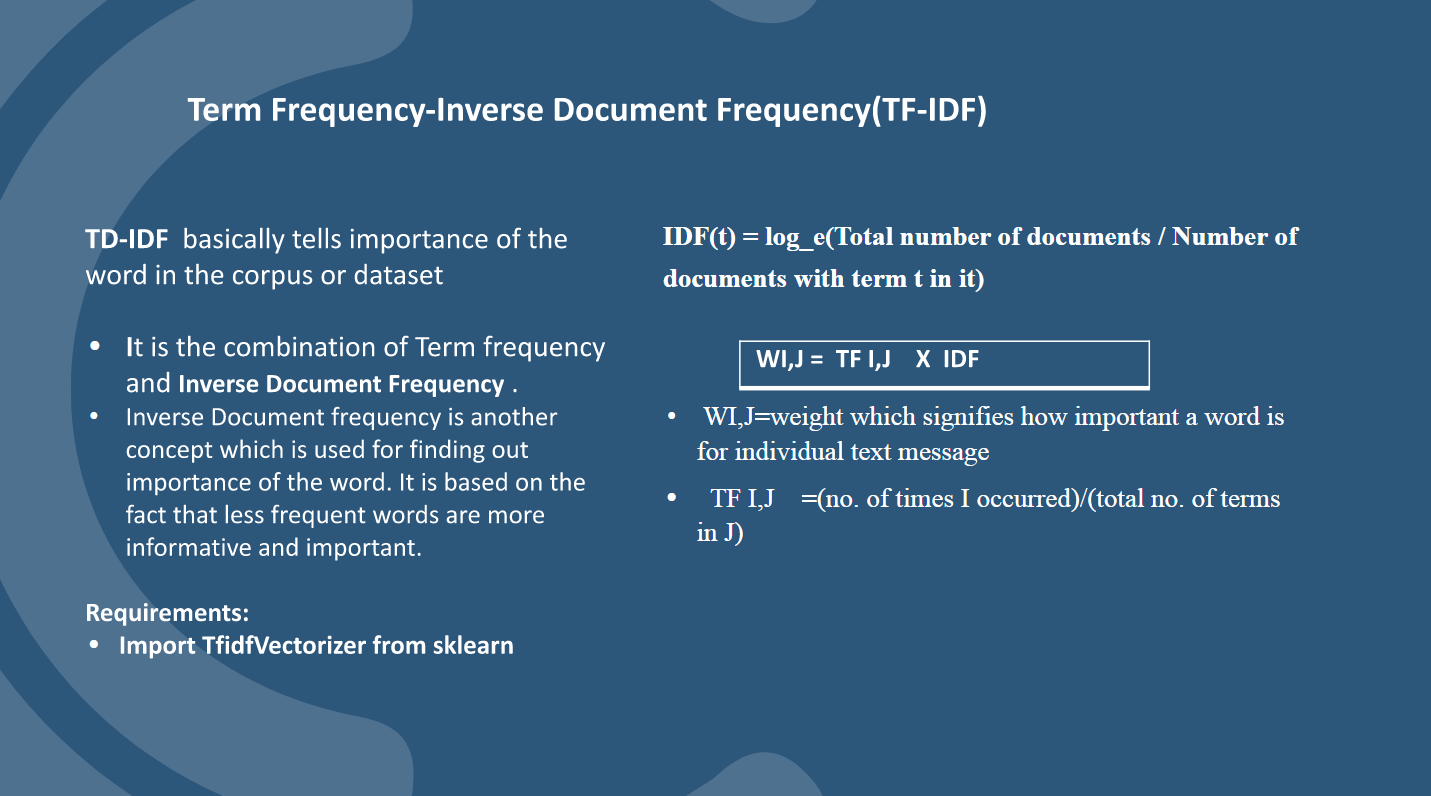 Term Frequency-Inverse Document Frequency(TF-IDF)
TD-IDF basically tells importance of the
word in the corpus or dataset
• It is the combination of Term frequency
and Inverse Document Frequency .
• Inverse Document frequency is another
concept which is used for finding out
importance of the word. It is based on the
fact that less frequent words are more
informative and important.
Requirements:
• Import TfidfVectorizer from sklearn
IDF(t) = log_e(Total number of documents / Number of
documents with term t in it)
WI,J = TF I,J X IDF
• WI,J=weight which signifies how important a word is
for individual text message
• TF I,J =(no. of times I occurred)/(total no. of terms
in J)